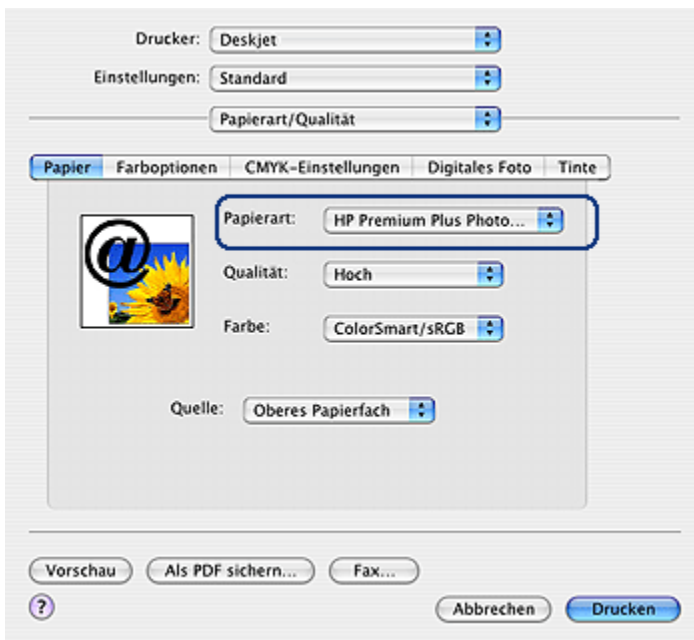 Drucker: Deskjet
Einstellungen: Standard
Papierart/Qualität
Papier Farboptionen CMYK-Einstellungen Digitales Foto Tinte
Papierart: HP Premium Plus Photo...
@
Qualität: Hoch
Farbe: ColorSmart/sRGB
Quelle: Oberes Papierfach
Vorschau Als PDF sichern... Fax...
? Abbrechen Drucken